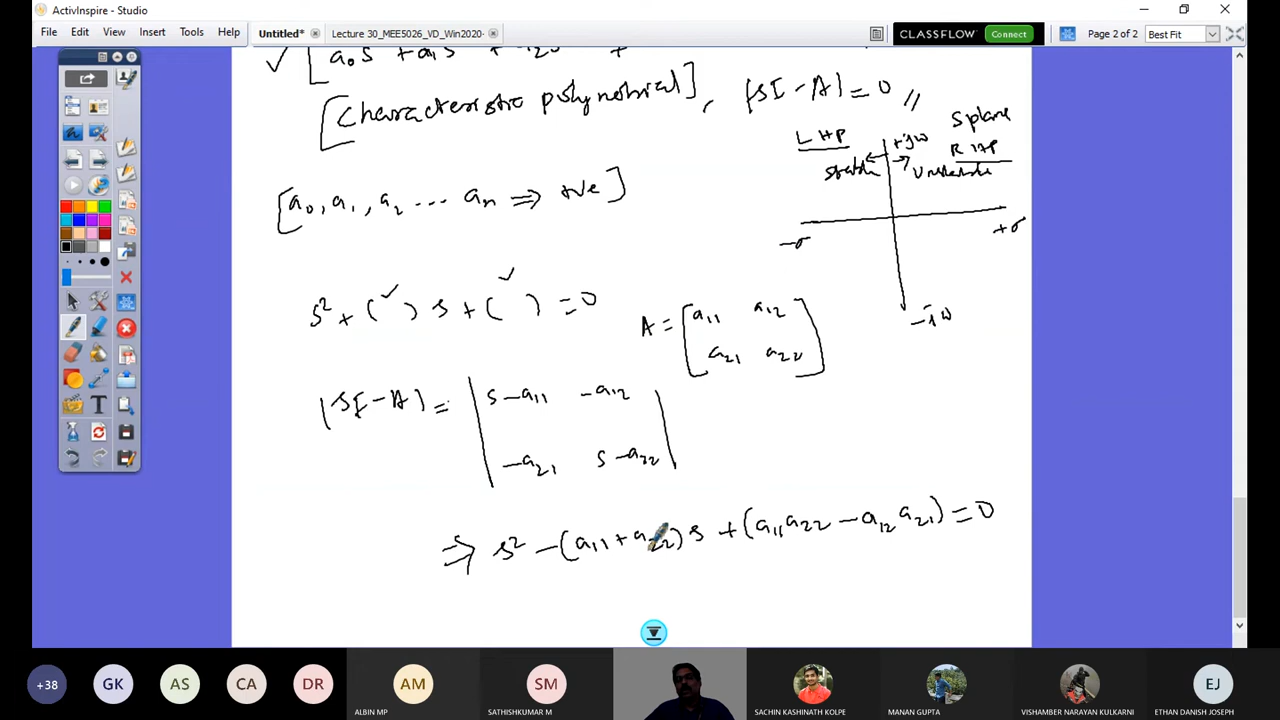 ActivInspire - Studio
File Edit View Insert Tools Help
Untitled* Lecture 30_MEE5026_VD_Win2020-
CLASSFLOW Connect Page 2 of 2 Best Fit
[Characteristic polynomial], |SI-A| = 0 //
S plane
LHP +jω RHP
stable Unstable
[a₀, a₁, a₂ ... aₙ ⇒ +ve]
-σ +σ
s² + (✓) s + (✓) = 0
-jω
A = [a₁₁ a₁₂
a₂₁ a₂₂]
|SI-A| = | s-a₁₁ -a₁₂
-a₂₁ s-a₂₂ |
⇒ s² - (a₁₁ + a₂₂) s + (a₁₁a₂₂ - a₁₂a₂₁) = 0
+38 GK AS CA DR AM SM EJ
ALBIN MP SATHISHKUMAR M SACHIN KASHINATH KOLPE MANAN GUPTA VISHAMBER NARAYAN KULKARNI ETHAN DANISH JOSEPH